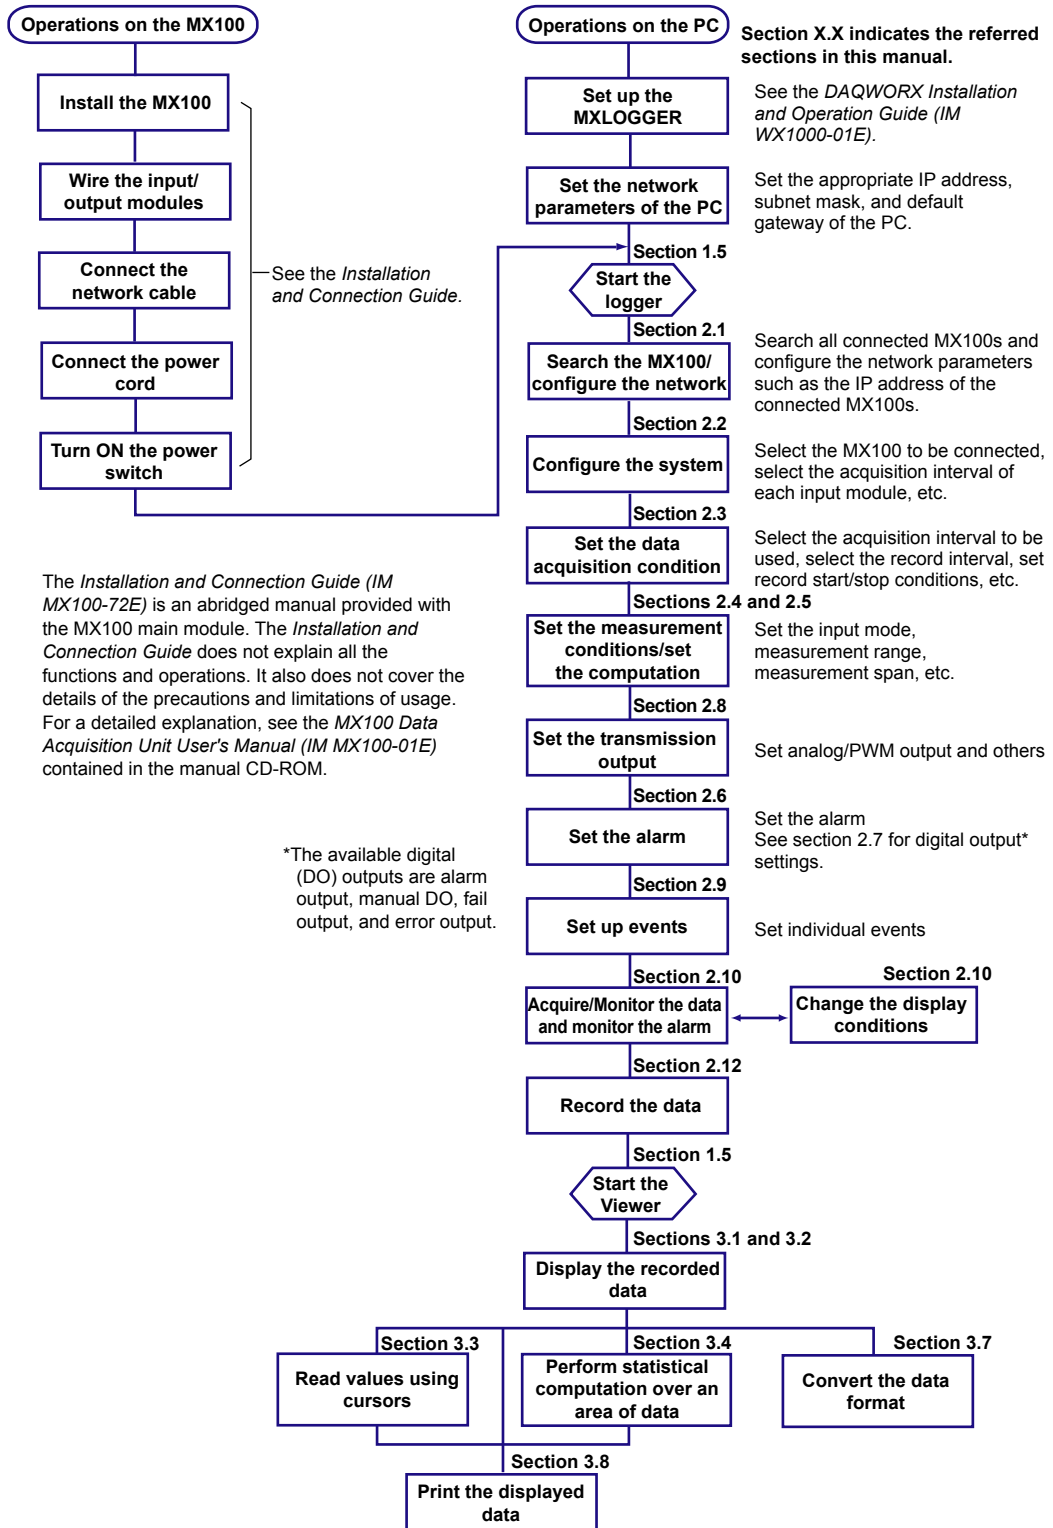 Operations on the MX100
Install the MX100
Wire the input/
output modules
Connect the
network cable
Connect the power
cord
Turn ON the power
switch
See the Installation
and Connection Guide.
The Installation and Connection Guide (IM
MX100-72E) is an abridged manual provided with
the MX100 main module. The Installation and
Connection Guide does not explain all the
functions and operations. It also does not cover the
details of the precautions and limitations of usage.
For a detailed explanation, see the MX100 Data
Acquisition Unit User's Manual (IM MX100-01E)
contained in the manual CD-ROM.
*The available digital
(DO) outputs are alarm
output, manual DO, fail
output, and error output.
Operations on the PC
Section X.X indicates the referred
sections in this manual.
Set up the
MXLOGGER
See the DAQWORX Installation
and Operation Guide (IM
WX1000-01E).
Set the network
parameters of the PC
Set the appropriate IP address,
subnet mask, and default
gateway of the PC.
Section 1.5
Start the
logger
Section 2.1
Search the MX100/
configure the network
Search all connected MX100s and
configure the network parameters
such as the IP address of the
connected MX100s.
Section 2.2
Configure the system
Select the MX100 to be connected,
select the acquisition interval of
each input module, etc.
Section 2.3
Set the data
acquisition condition
Select the acquisition interval to be
used, select the record interval, set
record start/stop conditions, etc.
Sections 2.4 and 2.5
Set the measurement
conditions/set
the computation
Set the input mode,
measurement range,
measurement span, etc.
Section 2.8
Set the transmission
output
Set analog/PWM output and others
Section 2.6
Set the alarm
Set the alarm
See section 2.7 for digital output*
settings.
Section 2.9
Set up events
Set individual events
Section 2.10
Acquire/Monitor the data
and monitor the alarm
Section 2.10
Change the display
conditions
Section 2.12
Record the data
Section 1.5
Start the
Viewer
Sections 3.1 and 3.2
Display the recorded
data
Section 3.3
Read values using
cursors
Section 3.4
Perform statistical
computation over an
area of data
Section 3.7
Convert the data
format
Section 3.8
Print the displayed
data